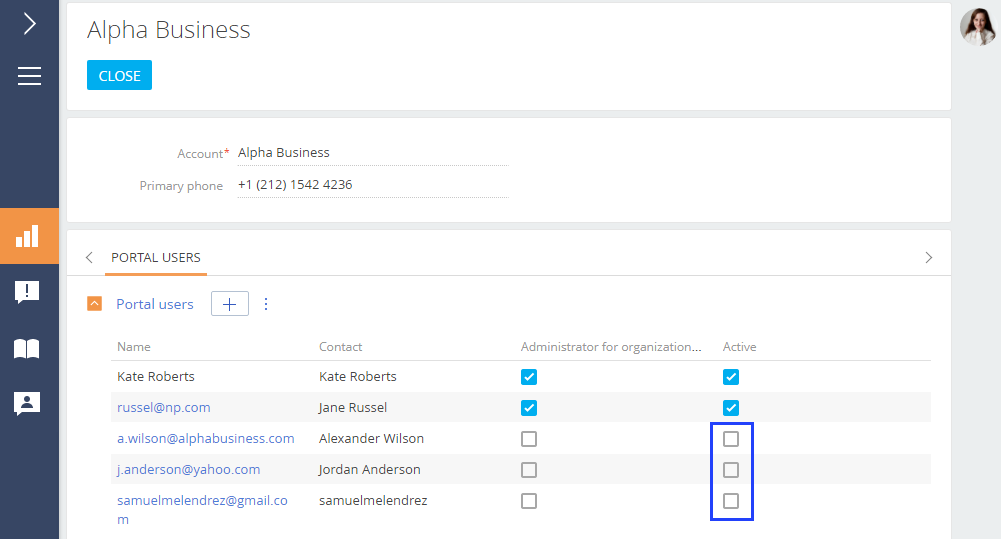 Alpha Business
CLOSE
Account* Alpha Business
Primary phone +1 (212) 1542 4236
PORTAL USERS
Portal users
Name Contact Administrator for organization... Active
Kate Roberts Kate Roberts
russel@np.com Jane Russel
a.wilson@alphabusiness.com Alexander Wilson
j.anderson@yahoo.com Jordan Anderson
samuelmelendrez@gmail.co samuelmelendrez
m